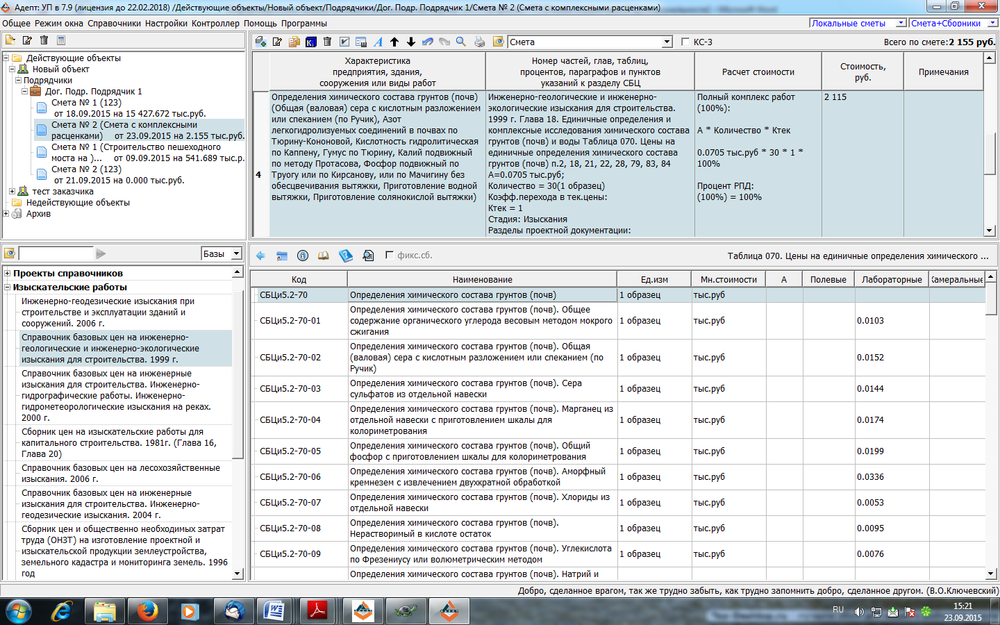 Адепт: УП в 7.9 (лицензия до 22.02.2018) /Действующие объекты/Новый объект/Подрядчики/Дог. Подр. Подрядчик 1/Смета № 2 (Смета с комплексными расценками)
Общее Режим окна Справочники Настройки Контроллер Помощь Программы
Локальные сметы
Смета+Сборники
Смета
КС-3
Всего по смете:2 155 руб.
Действующие объекты
Новый объект
Подрядчики
Дог. Подр. Подрядчик 1
Смета № 1 (123)
от 18.09.2015 на 15 427.672 тыс.руб.
Смета № 2 (Смета с комплексными
расценками) от 23.09.2015 на 2.155 тыс.руб.
Смета № 1 (Строительство пешеходного
моста на )... от 09.09.2015 на 541.689 тыс.р.
Смета № 2 (123)
от 21.09.2015 на 0.000 тыс.руб.
тест заказчика
Недействующие объекты
Архив
Характеристика
предприятия, здания,
сооружения или виды работ
Номер частей, глав, таблиц,
процентов, параграфов и пунктов
указаний к разделу СБЦ
Расчет стоимости
Стоимость,
руб.
Примечания
4
Определения химического состава грунтов (почв)
(Общая (валовая) сера с кислотным разложением
или спеканием (по Ручик), Азот
легкогидролизуемых соединений в почвах по
Тюрину-Кононовой, Кислотность гидролитическая
по Каппену, Гумус по Тюрину, Калий подвижный
по методу Протасова, Фосфор подвижный по
Труогу или по Кирсанову, или по Мачигину без
обесцвечивания вытяжки, Приготовление водной
вытяжки, Приготовление солянокислой вытяжки)
Инженерно-геологические и инженерно-
экологические изыскания для строительства.
1999 г. Глава 18. Единичные определения и
комплексные исследования химического состава
грунтов (почв) и воды Таблица 070. Цены на
единичные определения химического состава
грунтов (почв) п.2, 18, 21, 22, 28, 79, 83, 84
А=0.0705 тыс.руб;
Количество = 30(1 образец)
Коэфф.перехода в тек.цены:
Ктек = 1
Стадия: Изыскания
Разделы проектной документации:
Полный комплекс работ
(100%):
А * Количество * Ктек
0.0705 тыс.руб * 30 * 1 *
100%
Процент РПД:
(100%) = 100%
2 115
Базы
Проекты справочников
Изыскательские работы
Инженерно-геодезические изыскания при
строительстве и эксплуатации зданий и
сооружений. 2006 г.
Справочник базовых цен на инженерно-
геологические и инженерно-экологические
изыскания для строительства. 1999 г.
Справочник базовых цен на инженерные
изыскания для строительства. Инженерно-
гидрографические работы. Инженерно-
гидрометеорологические изыскания на реках.
2000 г.
Сборник цен на изыскательские работы для
капитального строительства. 1981г. (Глава 16,
Глава 20)
Справочник базовых цен на лесохозяйственные
изыскания. 2006 г.
Справочник базовых цен на инженерные
изыскания для строительства. Инженерно-
геодезические изыскания. 2004 г.
Сборник цен и общественно необходимых затрат
труда (ОНЗТ) на изготовление проектной и
изыскательской продукции землеустройства,
земельного кадастра и мониторинга земель. 1996
год
фикс.сб.
Таблица 070. Цены на единичные определения химического ...
Код Наименование Ед.изм Мн.стоимости А Полевые Лабораторные Камеральные
СБЦи5.2-70 Определения химического состава грунтов (почв) 1 образец тыс.руб
СБЦи5.2-70-01 Определения химического состава грунтов (почв). Общее
содержание органического углерода весовым методом мокрого
сжигания 1 образец тыс.руб 0.0103
СБЦи5.2-70-02 Определения химического состава грунтов (почв). Общая
(валовая) сера с кислотным разложением или спеканием (по
Ручик) 1 образец тыс.руб 0.0152
СБЦи5.2-70-03 Определения химического состава грунтов (почв). Сера
сульфатов из отдельной навески 1 образец тыс.руб 0.0144
СБЦи5.2-70-04 Определения химического состава грунтов (почв). Марганец из
отдельной навески с приготовлением шкалы для
колориметрования 1 образец тыс.руб 0.0174
СБЦи5.2-70-05 Определения химического состава грунтов (почв). Общий
фосфор с приготовлением шкалы для колориметрования 1 образец тыс.руб 0.0199
СБЦи5.2-70-06 Определения химического состава грунтов (почв). Аморфный
кремнезем с извлечением двухкратной обработкой 1 образец тыс.руб 0.0336
СБЦи5.2-70-07 Определения химического состава грунтов (почв). Хлориды из
отдельной навески 1 образец тыс.руб 0.0053
СБЦи5.2-70-08 Определения химического состава грунтов (почв).
Нерастворимый в кислоте остаток 1 образец тыс.руб 0.0095
СБЦи5.2-70-09 Определения химического состава грунтов (почв). Углекислота
по Фрезениусу или волюметрическим методом 1 образец тыс.руб 0.0076
Определения химического состава грунтов (почв). Натрий и
Добро, сделанное врагом, так же трудно забыть, как трудно запомнить добро, сделанное другом. (В.О.Ключевский)
RU
15:21
23.09.2015